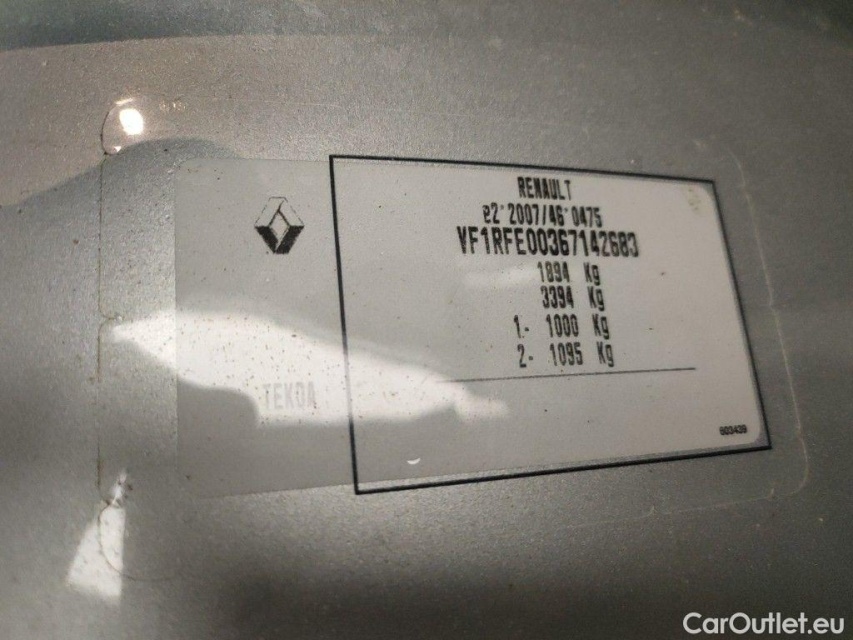 RENAULT
e2*2007/46*0475
VF1RFE00367142683
1894 Kg
3394 Kg
1.- 1000 Kg
2- 1095 Kg
TEKDA
603439
CarOutlet.eu